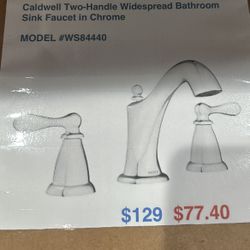 Caldwell Two-Handle Widespread Bathroom
Sink Faucet in Chrome
MODEL #WS84440
$129 $77.40